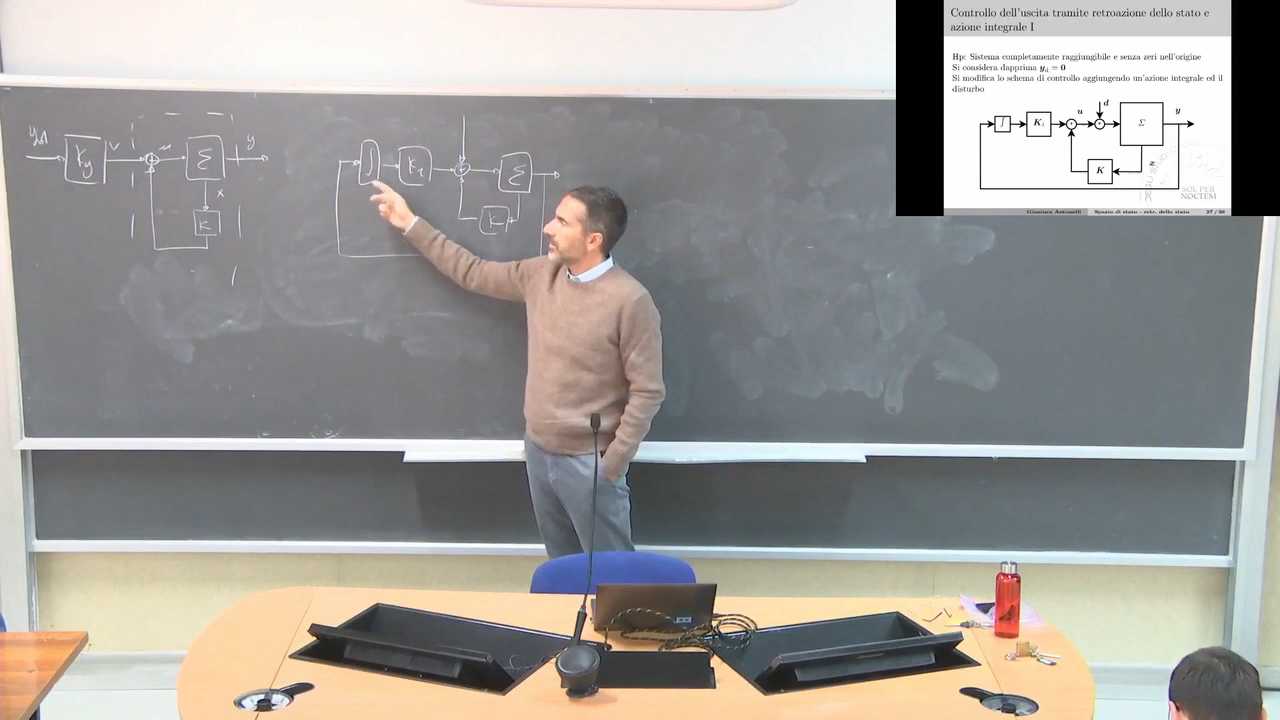 Controllo dell'uscita tramite retroazione dello stato e
azione integrale I
Hp: Sistema completamente raggiungibile e senza zeri nell'origine
Si considera dapprima y_d = 0
Si modifica lo schema di controllo aggiungendo un'azione integrale ed il
disturbo
∫ K_i u d Σ y
K x
SOL PER
NOCTEM
Gianluca Antonelli Spazio di stato - retr. dello stato 27 / 38
y_d K_y v u Σ y
x
K
∫ K_i Σ
K